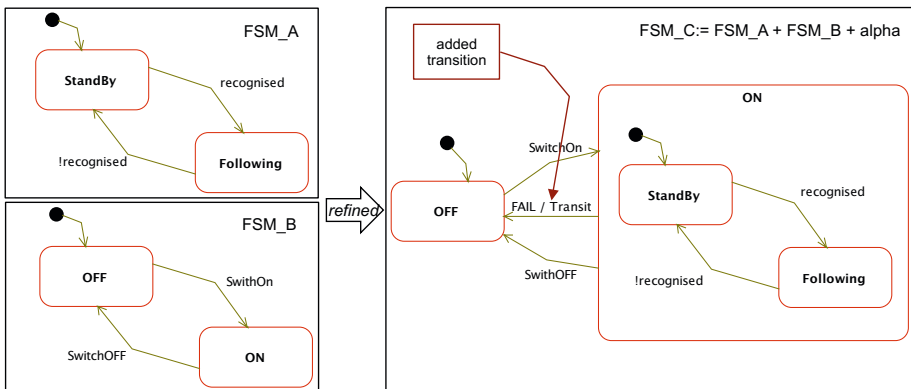 FSM_A
StandBy
recognised
!recognised
Following
FSM_B
OFF
SwithOn
SwitchOFF
ON
refined
FSM_C:= FSM_A + FSM_B + alpha
added
transition
ON
SwitchOn
OFF
FAIL / Transit
SwithOFF
StandBy
recognised
!recognised
Following